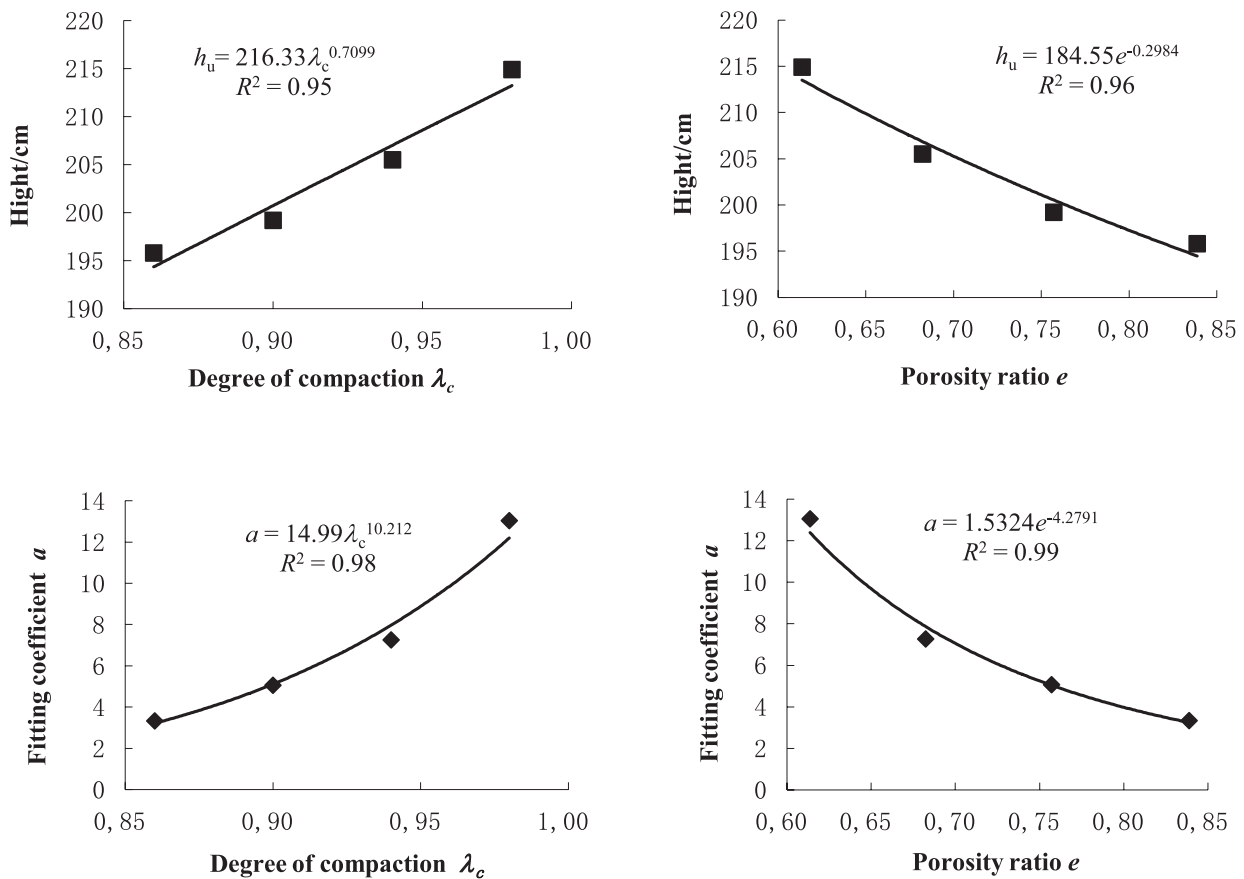 220
215
210
205
200
195
190
Hight/cm
hu = 216.33λc^0.7099
R² = 0.95
0,85 0,90 0,95 1,00
Degree of compaction λc
220
215
210
205
200
195
190
Hight/cm
hu = 184.55e^-0.2984
R² = 0.96
0,60 0,65 0,70 0,75 0,80 0,85
Porosity ratio e
14
12
10
8
6
4
2
0
Fitting coefficient a
a = 14.99λc^10.212
R² = 0.98
0,85 0,90 0,95 1,00
Degree of compaction λc
14
12
10
8
6
4
2
0
Fitting coefficient a
a = 1.5324e^-4.2791
R² = 0.99
0,60 0,65 0,70 0,75 0,80 0,85
Porosity ratio e